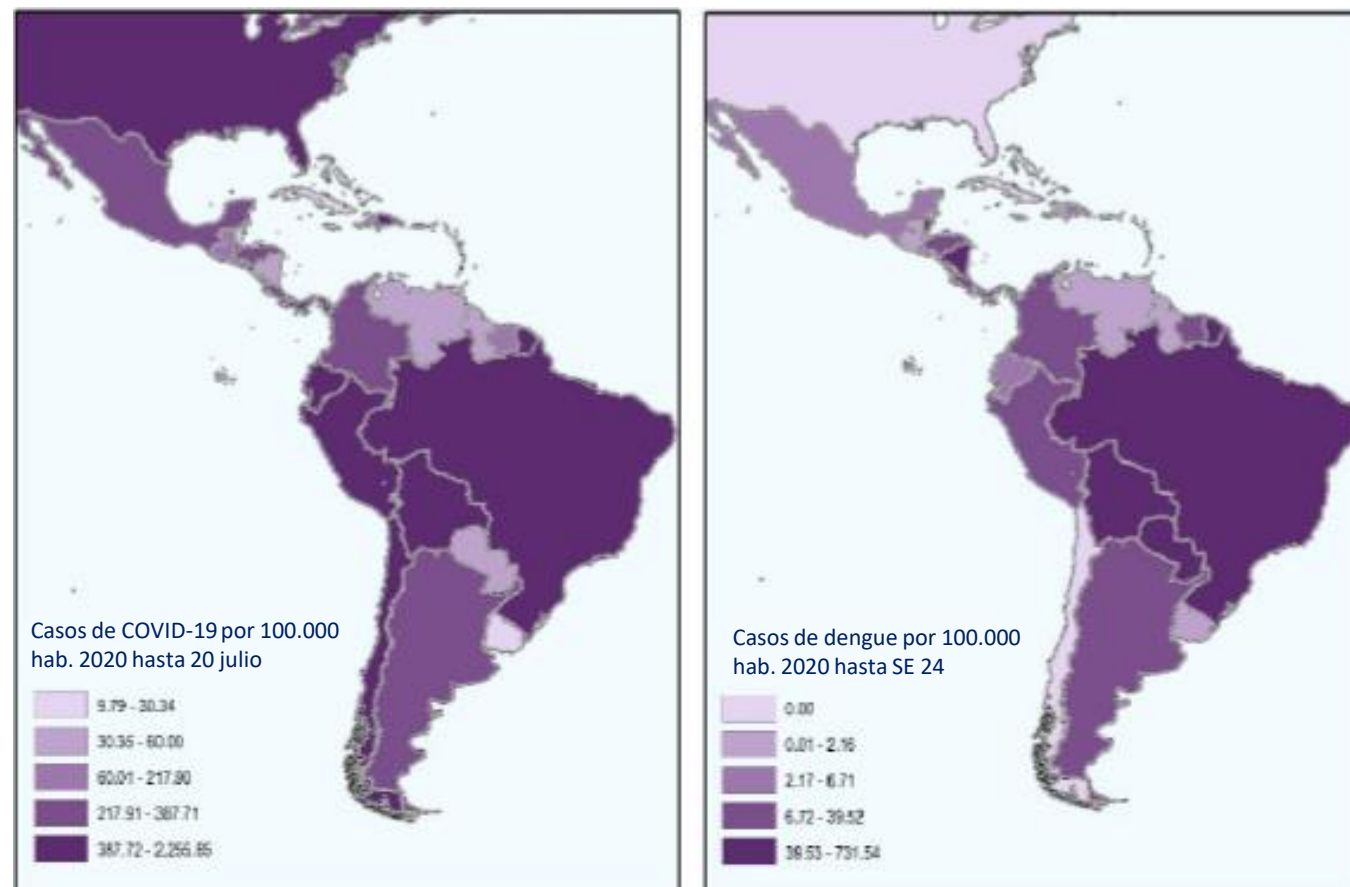 Casos de COVID-19 por 100.000
hab. 2020 hasta 20 julio
9.79 - 30.34
30.35 - 60.00
60.01 - 217.90
217.91 - 387.71
387.72 - 2,255.85
Casos de dengue por 100.000
hab. 2020 hasta SE 24
0.00
0.01 - 2.16
2.17 - 6.71
6.72 - 39.52
39.53 - 731.54